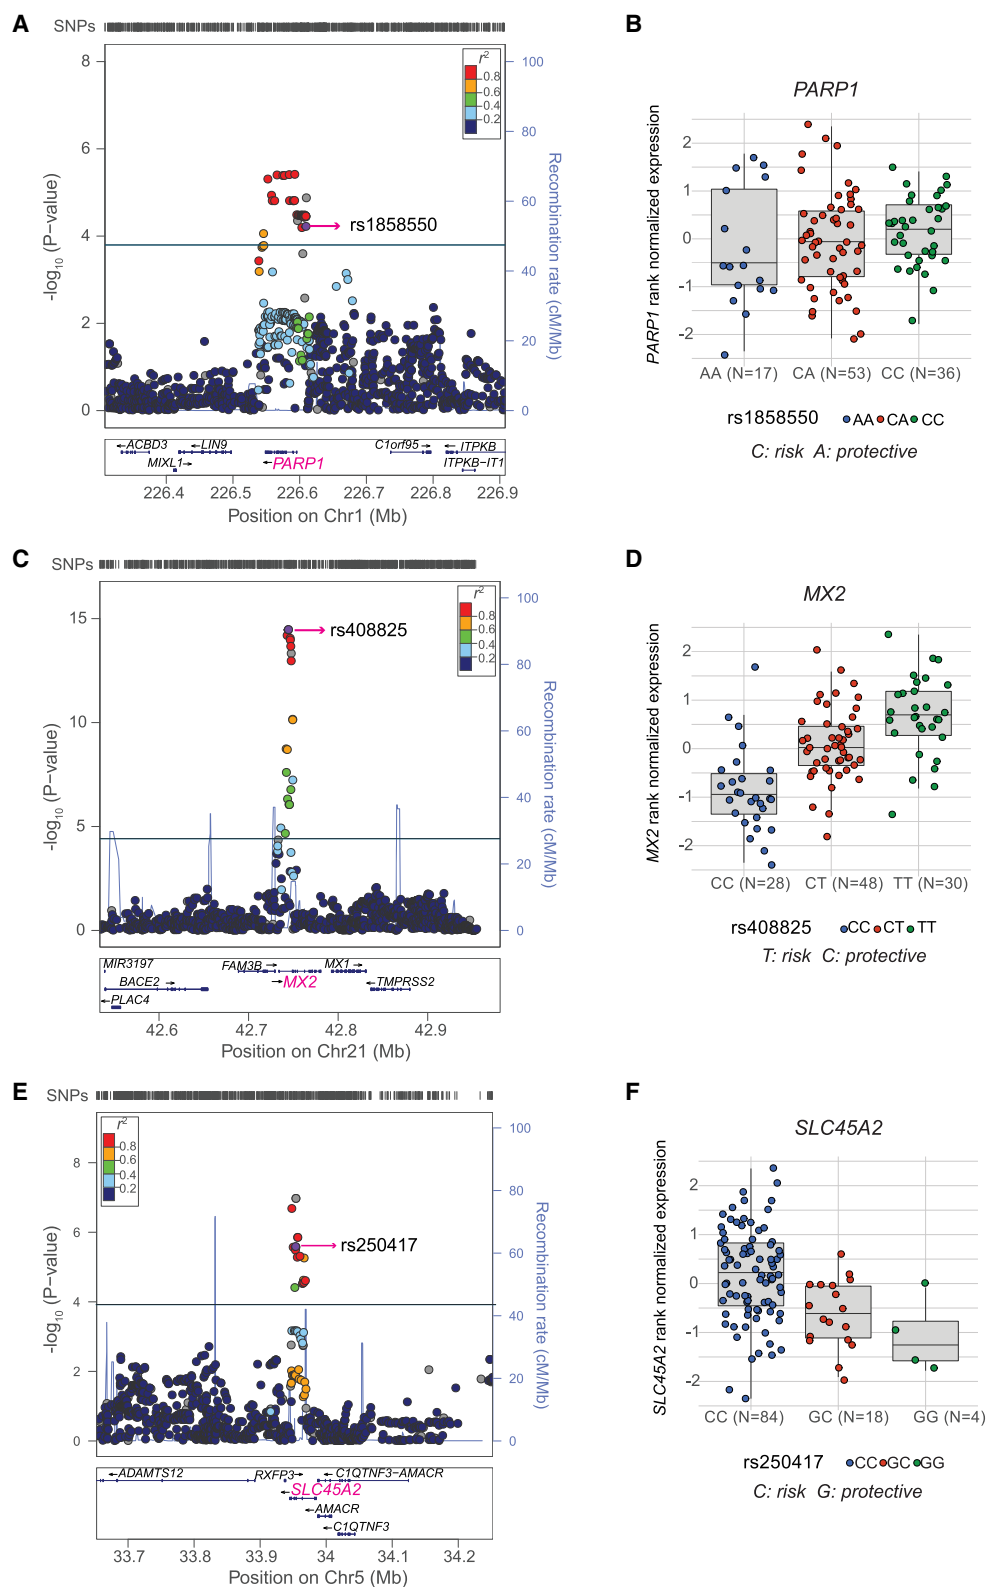 A
SNPs
8
6
4
2
0
-log10 (P-value)
r2
0.8
0.6
0.4
0.2
100
80
60
40
20
0
Recombination rate (cM/Mb)
rs1858550
ACBD3
LIN9
C1orf95
ITPKB
MIXL1
PARP1
ITPKB-IT1
226.4 226.5 226.6 226.7 226.8 226.9
Position on Chr1 (Mb)
B
PARP1
PARP1 rank normalized expression
2
1
0
-1
-2
AA (N=17) CA (N=53) CC (N=36)
rs1858550 AA CA CC
C: risk A: protective
C
SNPs
15
10
5
0
-log10 (P-value)
r2
0.8
0.6
0.4
0.2
100
80
60
40
20
0
Recombination rate (cM/Mb)
rs408825
MIR3197
FAM3B
MX1
BACE2
MX2
TMPRSS2
PLAC4
42.6 42.7 42.8 42.9
Position on Chr21 (Mb)
D
MX2
MX2 rank normalized expression
2
1
0
-1
-2
CC (N=28) CT (N=48) TT (N=30)
rs408825 CC CT TT
T: risk C: protective
E
SNPs
8
6
4
2
0
-log10 (P-value)
r2
0.8
0.6
0.4
0.2
100
80
60
40
20
0
Recombination rate (cM/Mb)
rs250417
ADAMTS12
RXFP3
C1QTNF3-AMACR
SLC45A2
AMACR
C1QTNF3
33.7 33.8 33.9 34 34.1 34.2
Position on Chr5 (Mb)
F
SLC45A2
SLC45A2 rank normalized expression
2
1
0
-1
-2
CC (N=84) GC (N=18) GG (N=4)
rs250417 CC GC GG
C: risk G: protective